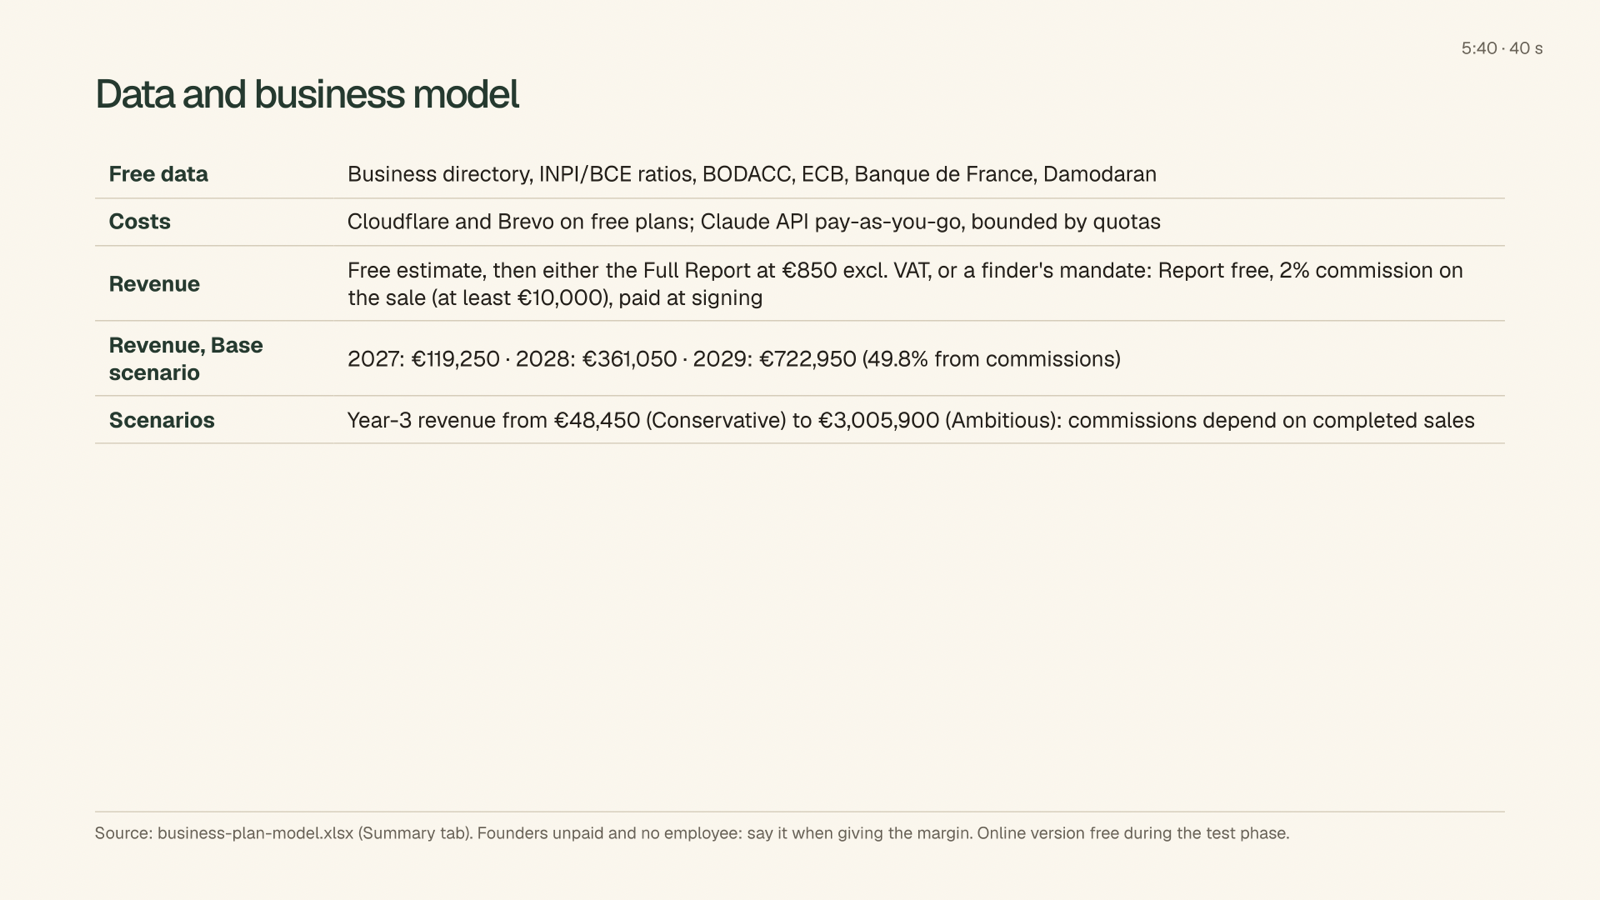 5:40 · 40 s
Data and business model
Free data
Business directory, INPI/BCE ratios, BODACC, ECB, Banque de France, Damodaran
Costs
Cloudflare and Brevo on free plans; Claude API pay-as-you-go, bounded by quotas
Revenue
Free estimate, then either the Full Report at €850 excl. VAT, or a finder's mandate: Report free, 2% commission on
the sale (at least €10,000), paid at signing
Revenue, Base
scenario
2027: €119,250 · 2028: €361,050 · 2029: €722,950 (49.8% from commissions)
Scenarios
Year-3 revenue from €48,450 (Conservative) to €3,005,900 (Ambitious): commissions depend on completed sales
Source: business-plan-model.xlsx (Summary tab). Founders unpaid and no employee: say it when giving the margin. Online version free during the test phase.